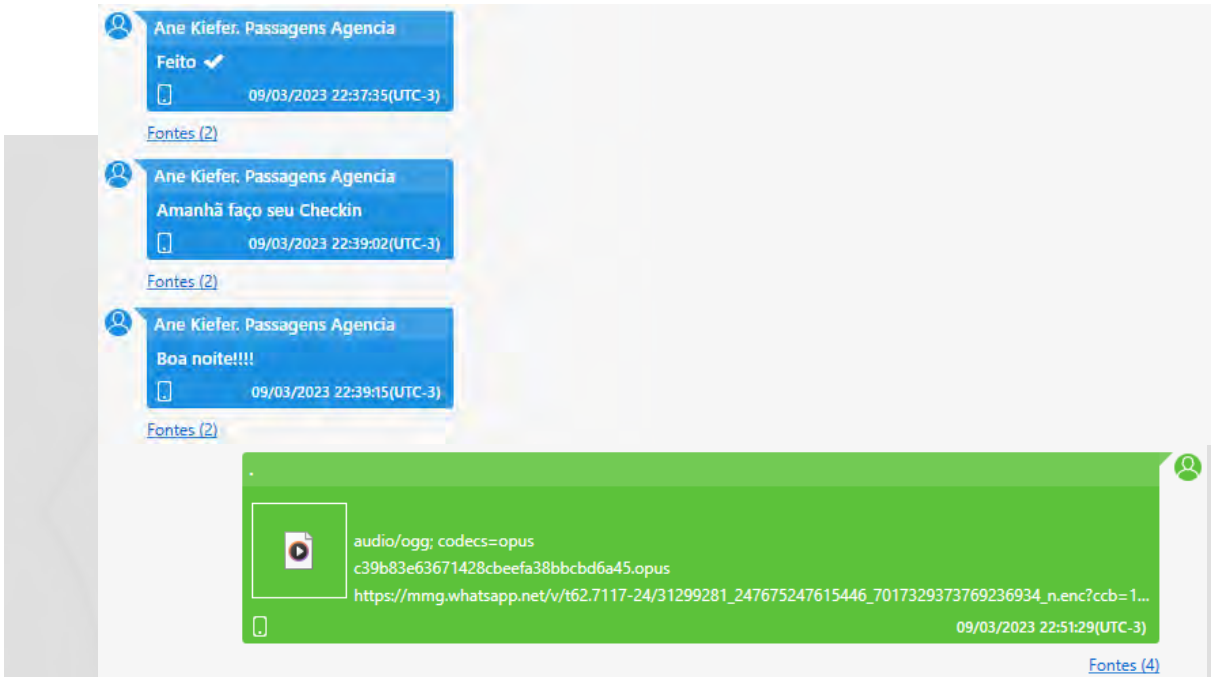 Ane Kiefer. Passagens Agencia
Feito ✔
09/03/2023 22:37:35(UTC-3)
Fontes (2)
Ane Kiefer. Passagens Agencia
Amanhã faço seu Checkin
09/03/2023 22:39:02(UTC-3)
Fontes (2)
Ane Kiefer. Passagens Agencia
Boa noite!!!!
09/03/2023 22:39:15(UTC-3)
Fontes (2)
.
audio/ogg; codecs=opus
c39b83e63671428cbeefa38bbcbd6a45.opus
https://mmg.whatsapp.net/v/t62.7117-24/31299281_247675247615446_7017329373769236934_n.enc?ccb=1...
09/03/2023 22:51:29(UTC-3)
Fontes (4)